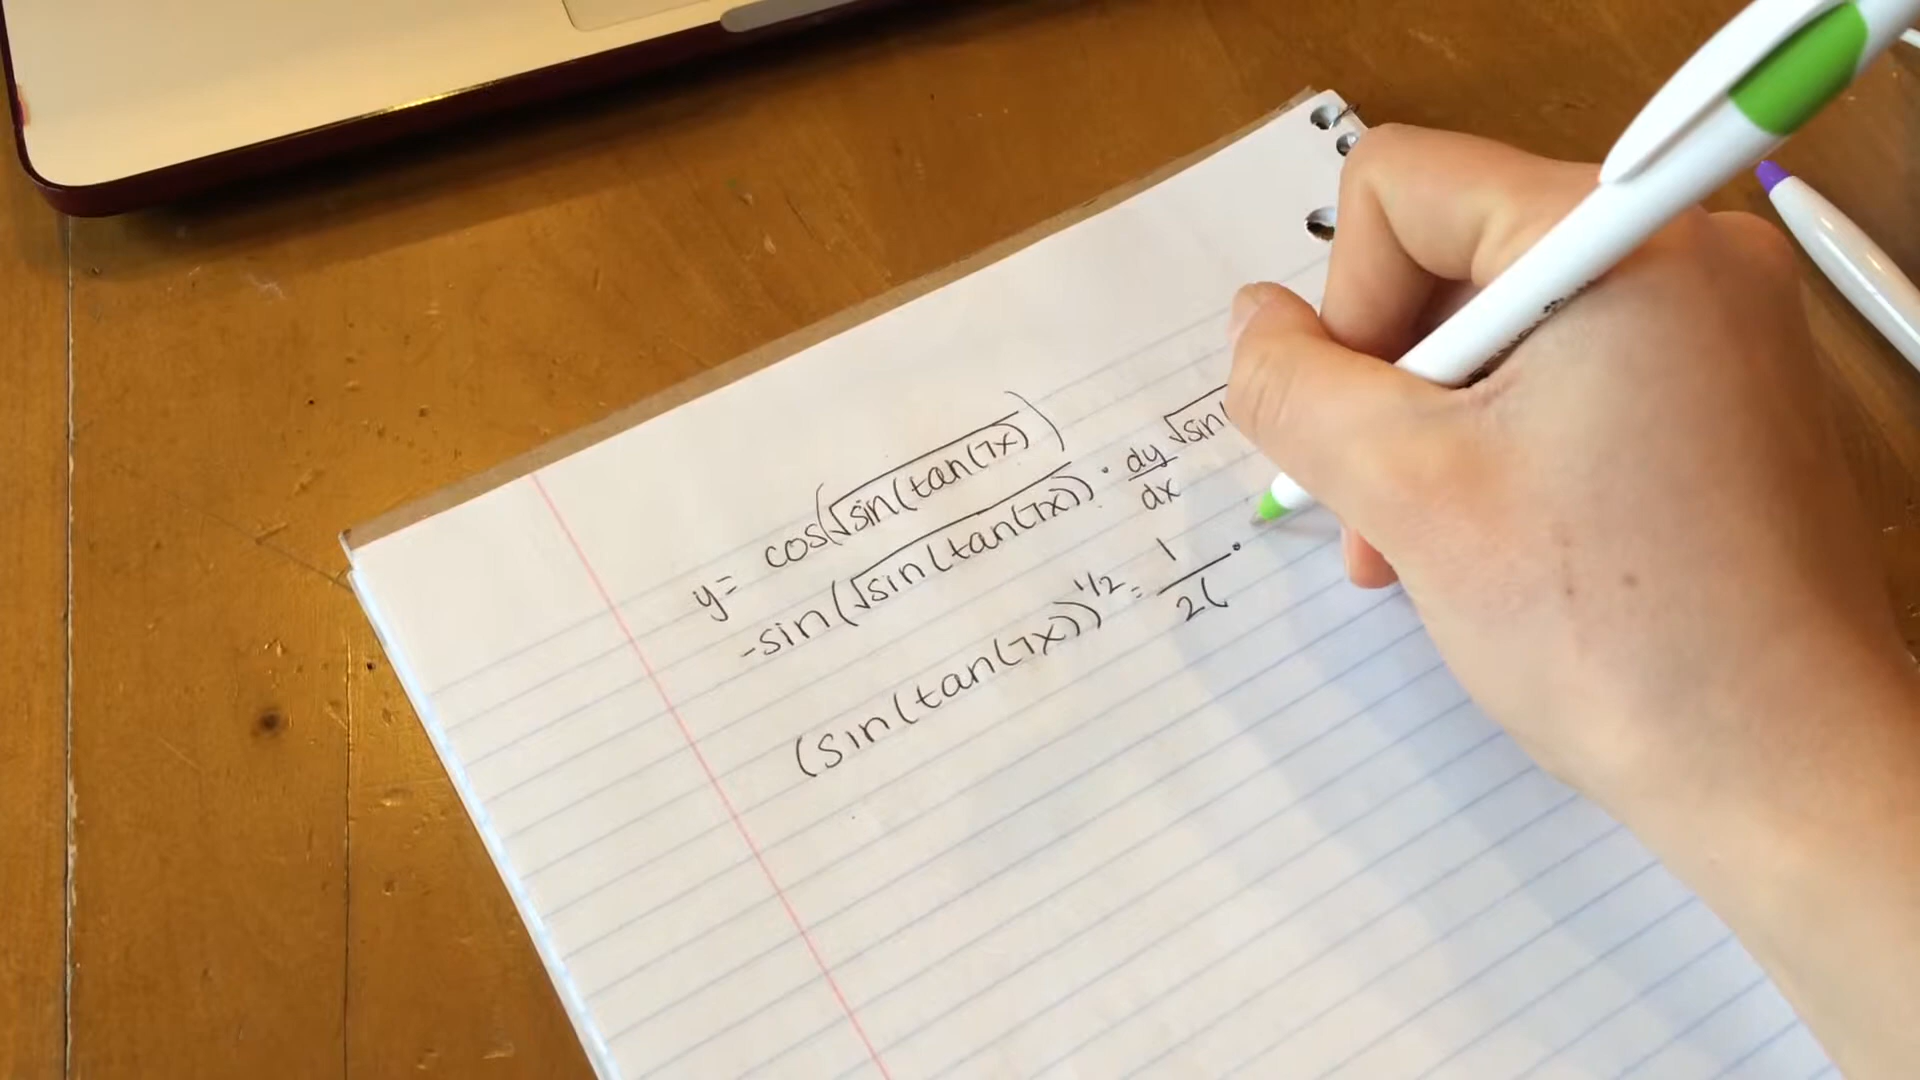 y= cos(√sin(tan(7x))
-sin(√sin(tan(7x))) · dy/dx √sin(
(sin(tan(7x)))^1/2 = 1/2( ·